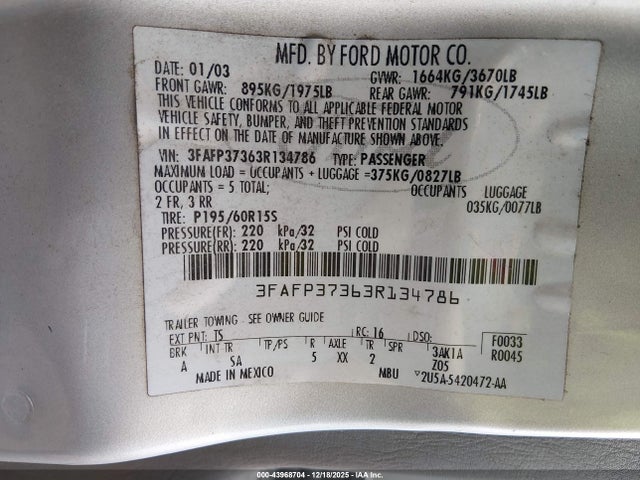 MFD. BY FORD MOTOR CO.
DATE: 01/03 GVWR: 1664KG/3670LB
FRONT GAWR: 895KG/1975LB REAR GAWR: 791KG/1745LB
THIS VEHICLE CONFORMS TO ALL APPLICABLE FEDERAL MOTOR
VEHICLE SAFETY, BUMPER, AND THEFT PREVENTION STANDARDS
IN EFFECT ON THE DATE OF MANUFACTURE SHOWN ABOVE.
VIN: 3FAFP37363R134786 TYPE: PASSENGER
MAXIMUM LOAD = OCCUPANTS + LUGGAGE = 375KG/0827LB
OCCUPANTS = 5 TOTAL; OCCUPANTS LUGGAGE
2 FR, 3 RR 035KG/0077LB
TIRE: P195/60R15S
PRESSURE(FR): 220 kPa/32 PSI COLD
PRESSURE(RR): 220 kPa/32 PSI COLD
3FAFP37363R134786
TRAILER TOWING - SEE OWNER GUIDE
EXT PNT: TS RC: 16 DSO: F0033
BRK INT TR TP/PS R AXLE TR SPR 3AK1A R0045
A SA 5 XX 2 Z05
MADE IN MEXICO MBU 2U5A-5420472-AA
000-43968704 - 12/18/2025 - IAAI Inc.